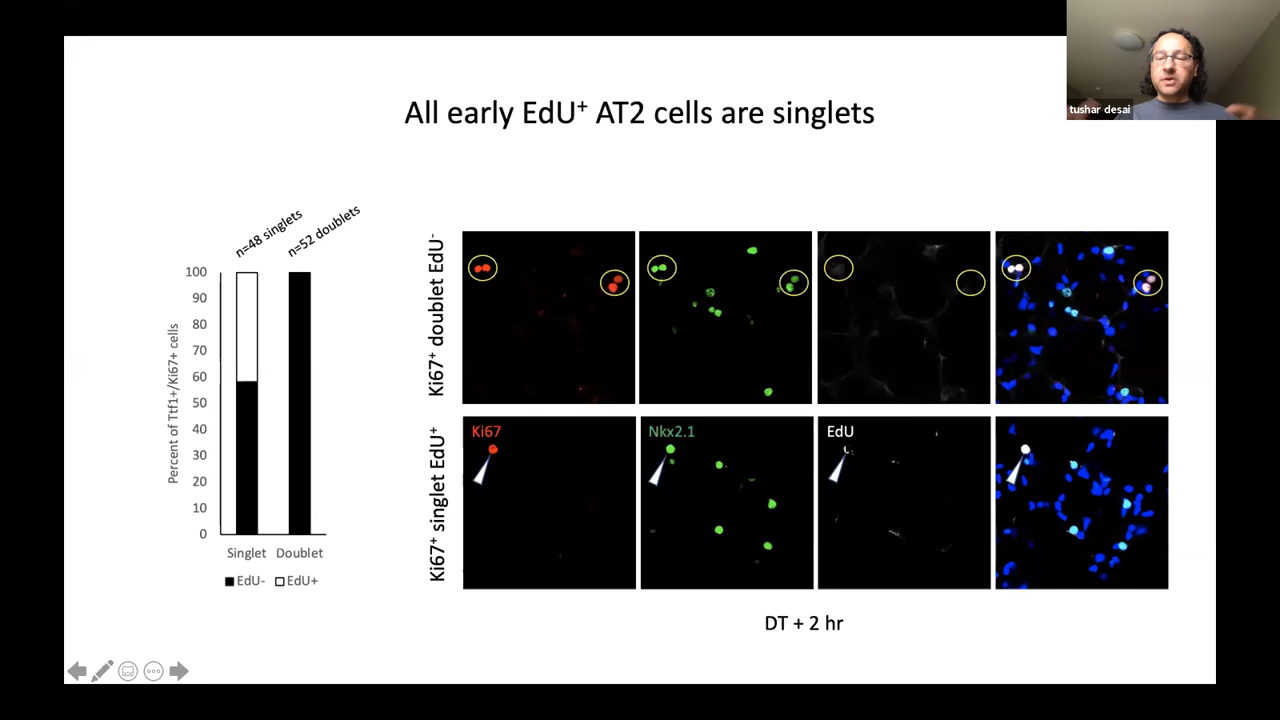 tushar desai
All early EdU⁺ AT2 cells are singlets
n=48 singlets
n=52 doublets
Percent of Ttf1+/Ki67+ cells
100
90
80
70
60
50
40
30
20
10
0
Singlet Doublet
EdU- EdU+
Ki67⁺ doublet EdU⁻
Ki67⁺ singlet EdU⁺
Ki67
Nkx2.1
EdU
DT + 2 hr